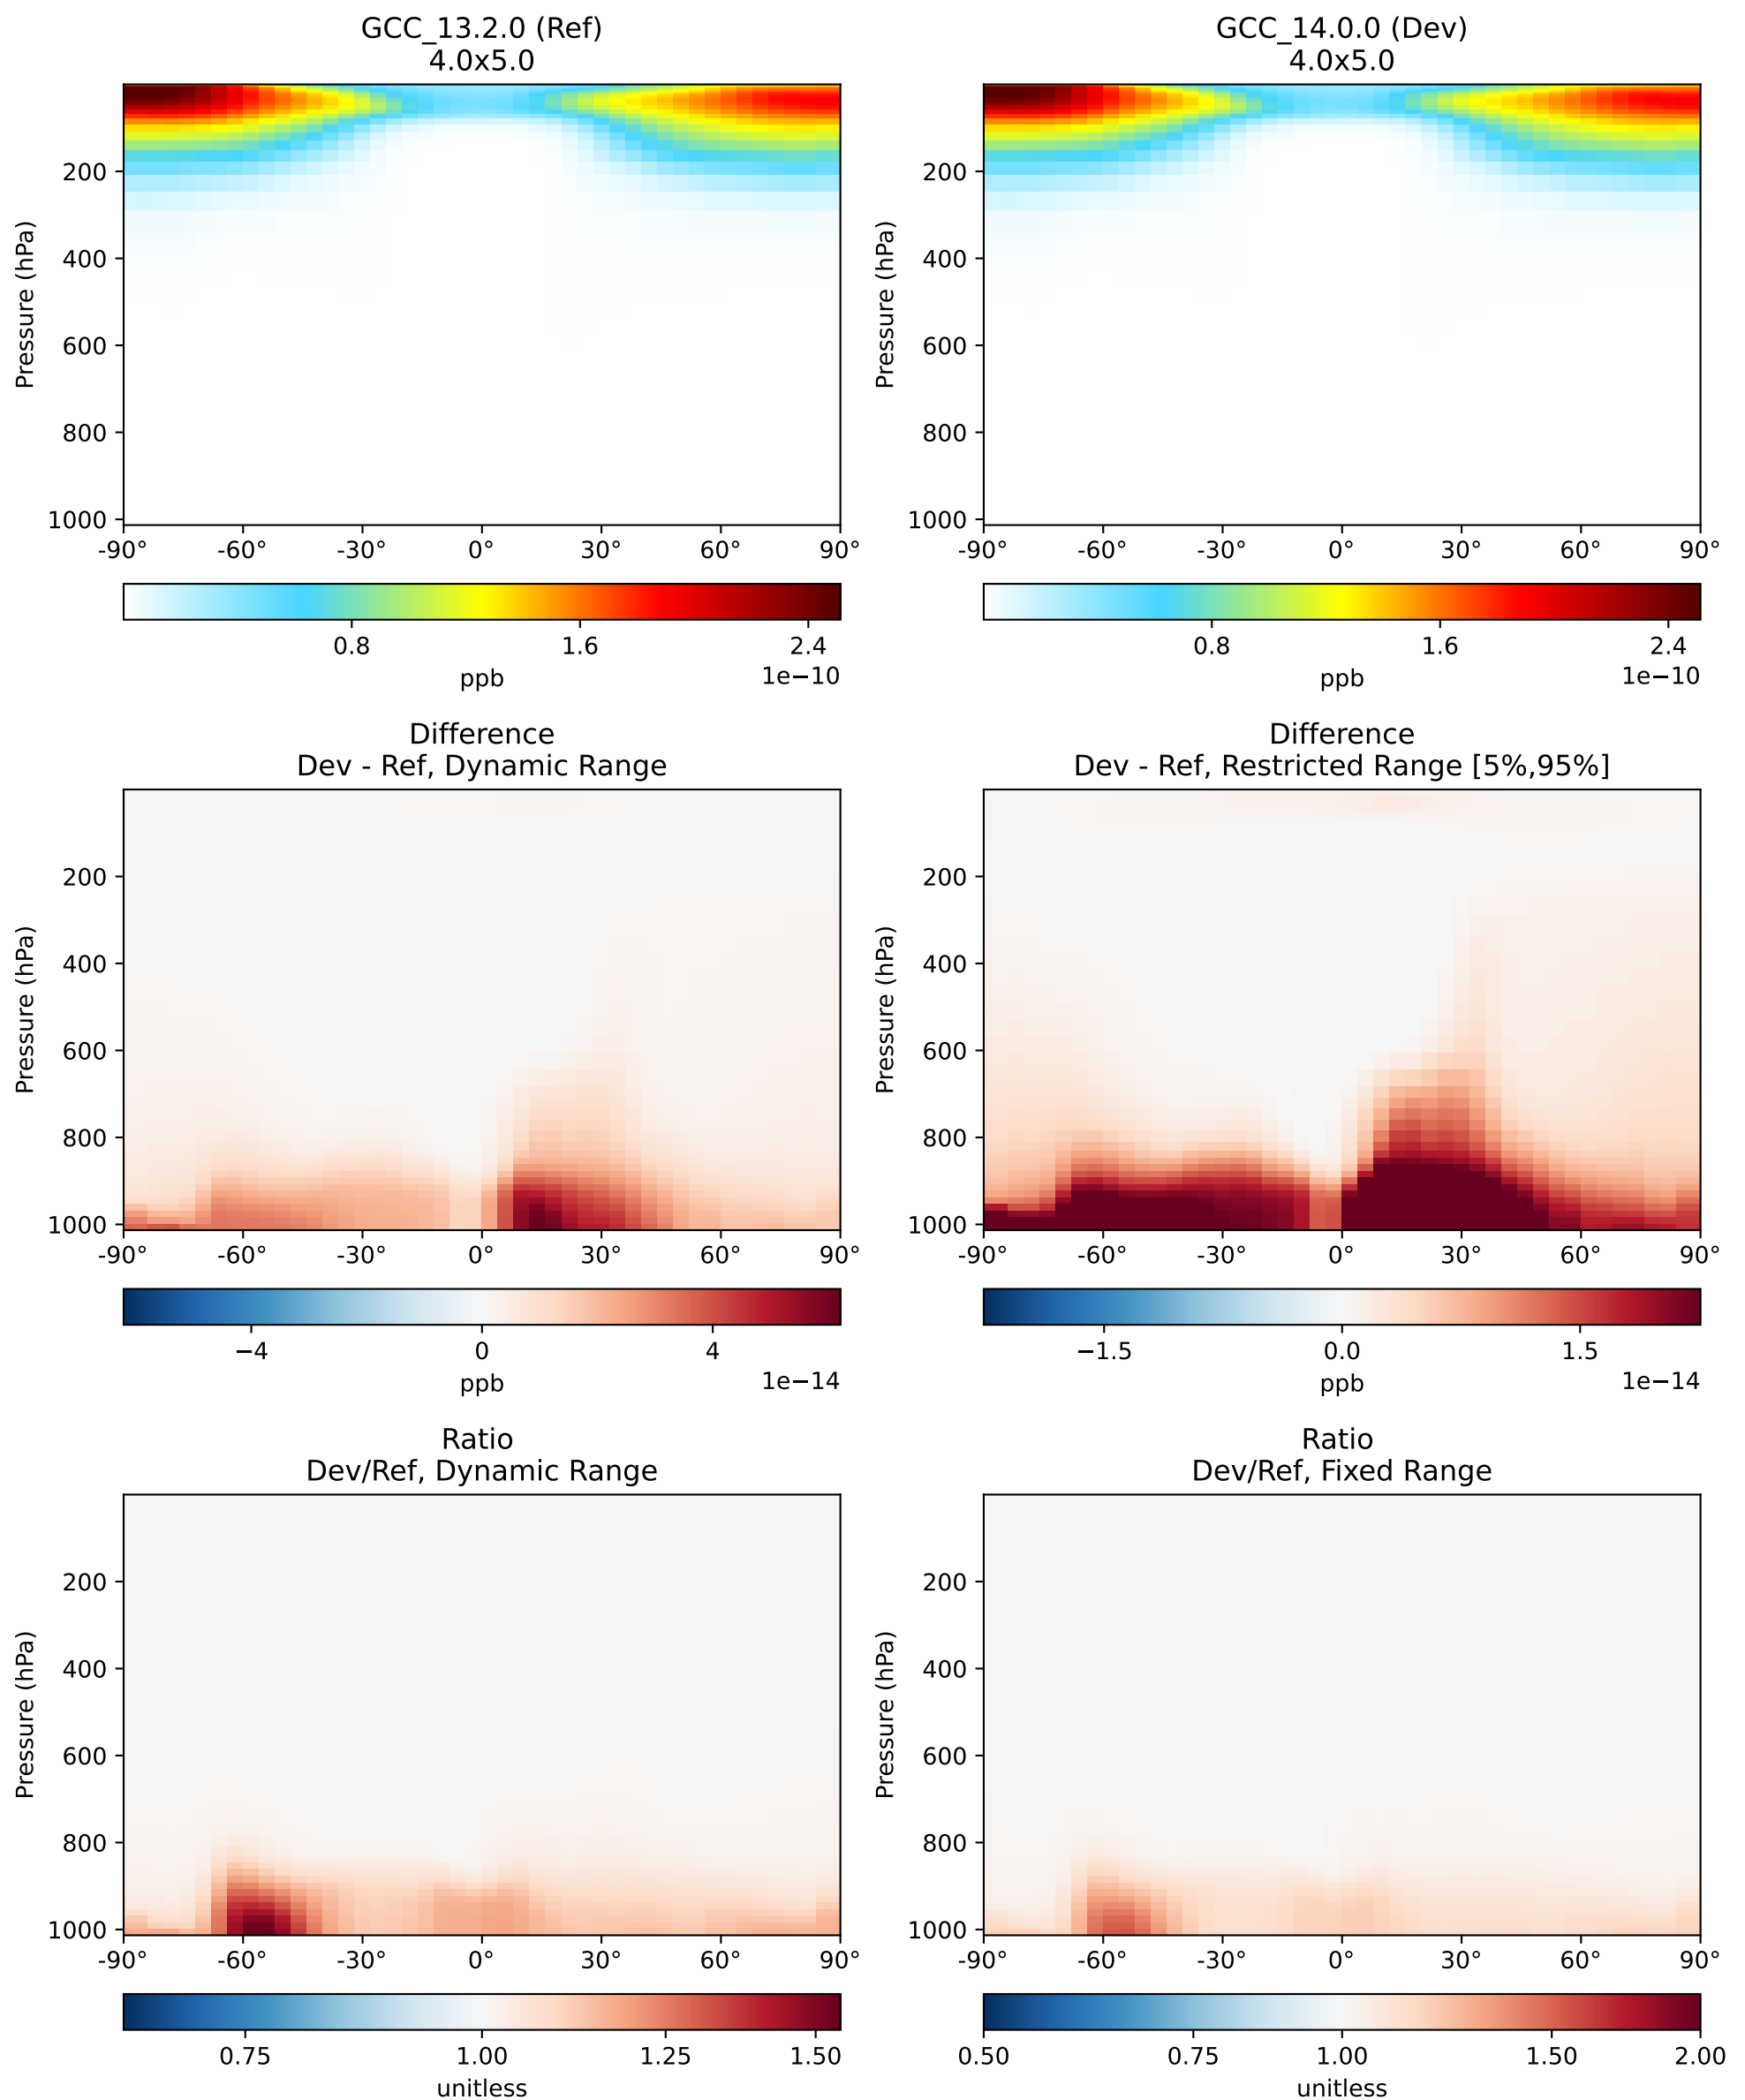 GCC_13.2.0 (Ref)
4.0x5.0
Pressure (hPa)
200
400
600
800
1000
-90° -60° -30° 0° 30° 60° 90°
0.8 1.6 2.4
1e−10
ppb
GCC_14.0.0 (Dev)
4.0x5.0
Pressure (hPa)
200
400
600
800
1000
-90° -60° -30° 0° 30° 60° 90°
0.8 1.6 2.4
1e−10
ppb
Difference
Dev - Ref, Dynamic Range
Pressure (hPa)
200
400
600
800
1000
-90° -60° -30° 0° 30° 60° 90°
−4 0 4
1e−14
ppb
Difference
Dev - Ref, Restricted Range [5%,95%]
Pressure (hPa)
200
400
600
800
1000
-90° -60° -30° 0° 30° 60° 90°
−1.5 0.0 1.5
1e−14
ppb
Ratio
Dev/Ref, Dynamic Range
Pressure (hPa)
200
400
600
800
1000
-90° -60° -30° 0° 30° 60° 90°
0.75 1.00 1.25 1.50
unitless
Ratio
Dev/Ref, Fixed Range
Pressure (hPa)
200
400
600
800
1000
-90° -60° -30° 0° 30° 60° 90°
0.50 0.75 1.00 1.50 2.00
unitless